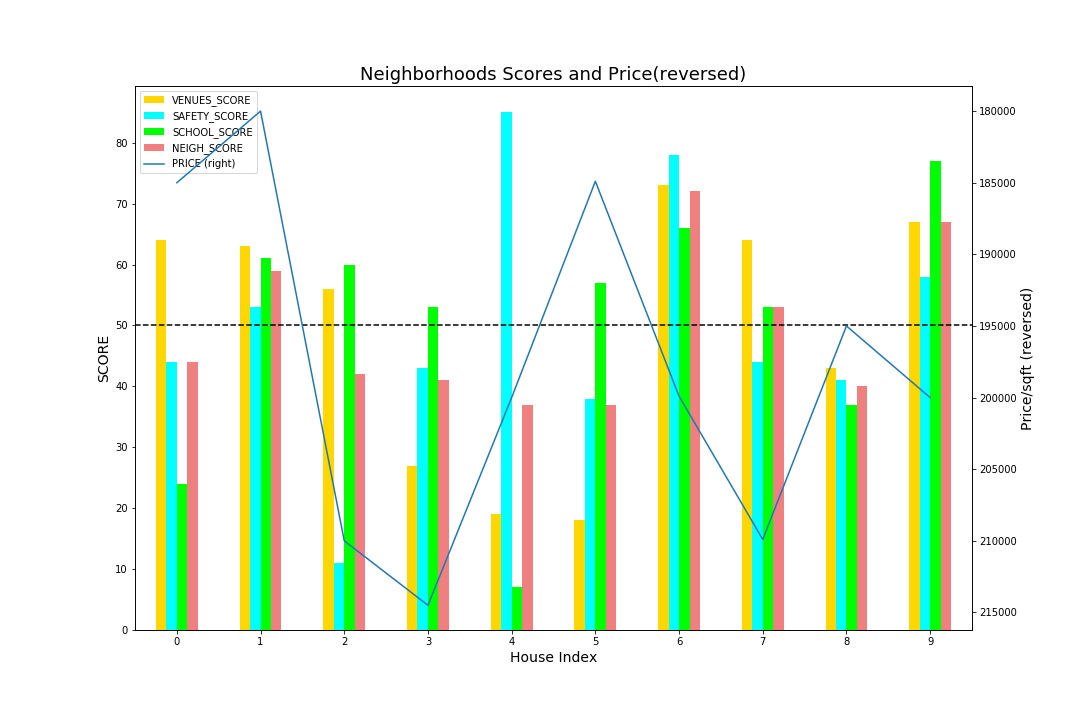 Neighborhoods Scores and Price(reversed)
VENUES_SCORE
SAFETY_SCORE
SCHOOL_SCORE
NEIGH_SCORE
PRICE (right)
SCORE
80
70
60
50
40
30
20
10
0
180000
185000
190000
195000
200000
205000
210000
215000
Price/sqft (reversed)
0 1 2 3 4 5 6 7 8 9
House Index